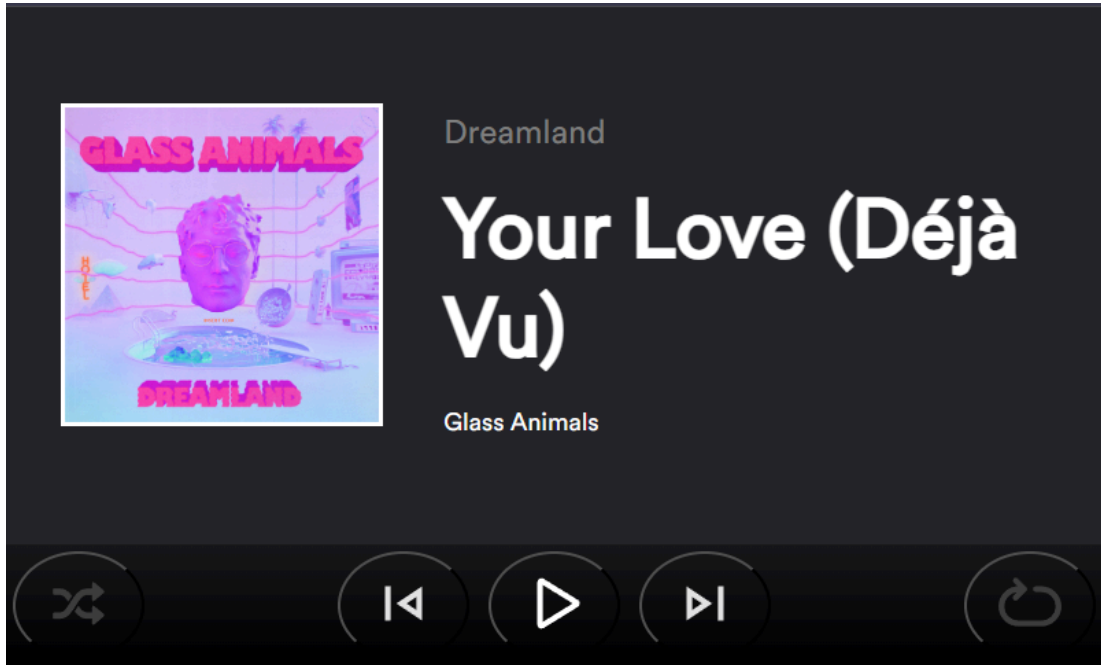 GLASS ANIMALS
HOTEL
DREAMLAND
Dreamland
Your Love (Déjà
Vu)
Glass Animals